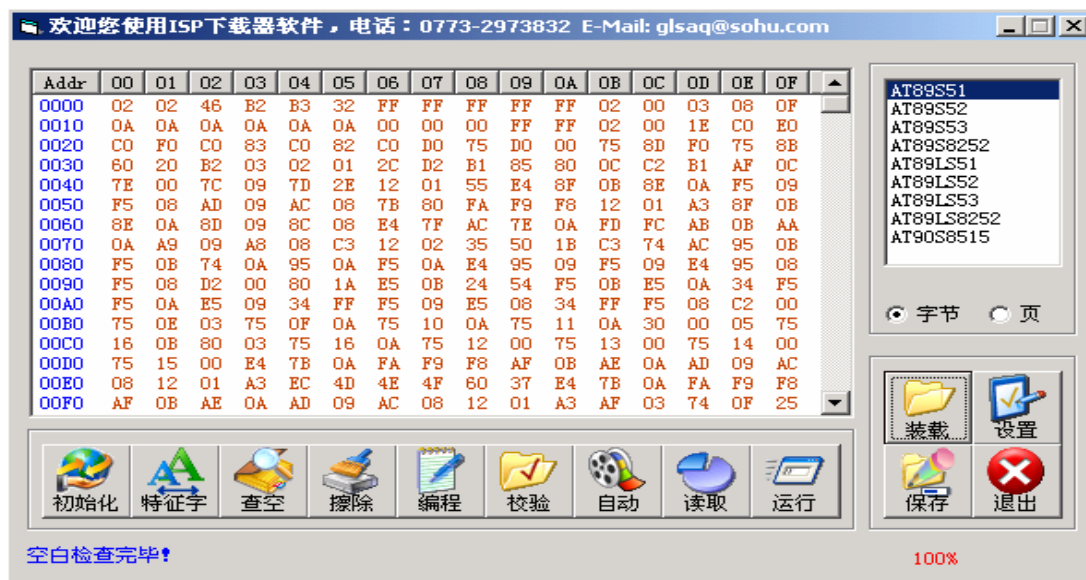 欢迎您使用ISP下载器软件，电话：0773-2973832 E-Mail: glsaq@sohu.com
Addr 00 01 02 03 04 05 06 07 08 09 0A 0B 0C 0D 0E 0F
0000 02 02 46 B2 B3 32 FF FF FF FF FF 02 00 03 08 0F
0010 0A 0A 0A 0A 0A 0A 00 00 00 FF FF 02 00 1E C0 E0
0020 C0 F0 C0 83 C0 82 C0 D0 75 D0 00 75 8D F0 75 8B
0030 60 20 B2 03 02 01 2C D2 B1 85 80 0C C2 B1 AF 0C
0040 7E 00 7C 09 7D 2E 12 01 55 E4 8F 0B 8E 0A F5 09
0050 F5 08 AD 09 AC 08 7B 80 FA F9 F8 12 01 A3 8F 0B
0060 8E 0A 8D 09 8C 08 E4 7F AC 7E 0A FD FC AB 0B AA
0070 0A A9 09 A8 08 C3 12 02 35 50 1B C3 74 AC 95 0B
0080 F5 0B 74 0A 95 0A F5 0A E4 95 09 F5 09 E4 95 08
0090 F5 08 D2 00 80 1A E5 0B 24 54 F5 0B E5 0A 34 F5
00A0 F5 0A E5 09 34 FF F5 09 E5 08 34 FF F5 08 C2 00
00B0 75 0E 03 75 0F 0A 75 10 0A 75 11 0A 30 00 05 75
00C0 16 0B 80 03 75 16 0A 75 12 00 75 13 00 75 14 00
00D0 75 15 00 E4 7B 0A FA F9 F8 AF 0B AE 0A AD 09 AC
00E0 08 12 01 A3 EC 4D 4E 4F 60 37 E4 7B 0A FA F9 F8
00F0 AF 0B AE 0A AD 09 AC 08 12 01 A3 AF 03 74 0F 25
AT89S51
AT89S52
AT89S53
AT89S8252
AT89LS51
AT89LS52
AT89LS53
AT89LS8252
AT90S8515
字节 页
装载 设置
保存 退出
初始化 特征字 查空 擦除 编程 校验 自动 读取 运行
空白检查完毕!
100%